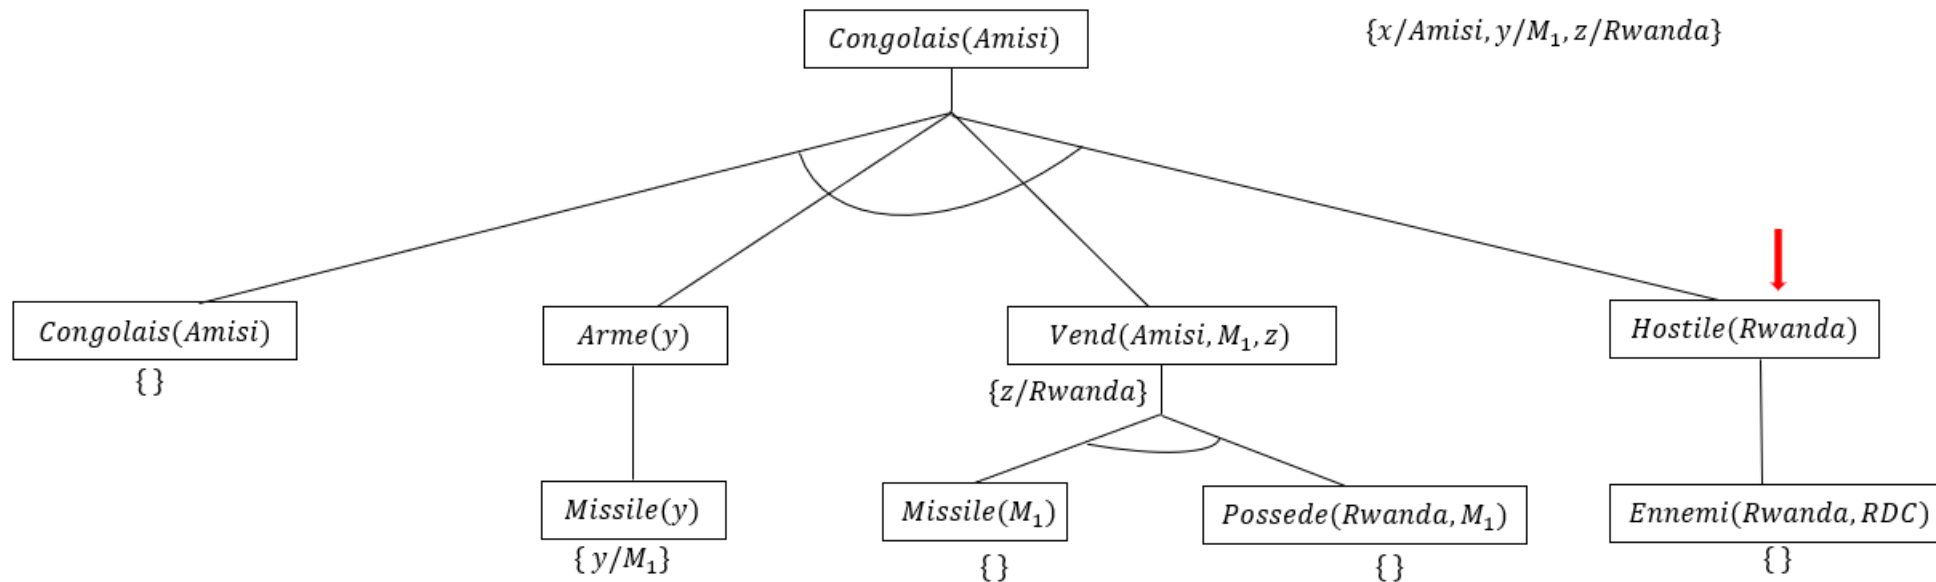 Congolais(Amisi)
{x/Amisi, y/M₁, z/Rwanda}
Congolais(Amisi)
{ }
Arme(y)
Vend(Amisi, M₁, z)
{z/Rwanda}
Hostile(Rwanda)
Missile(y)
{ y/M₁}
Missile(M₁)
{ }
Possede(Rwanda, M₁)
{ }
Ennemi(Rwanda, RDC)
{ }